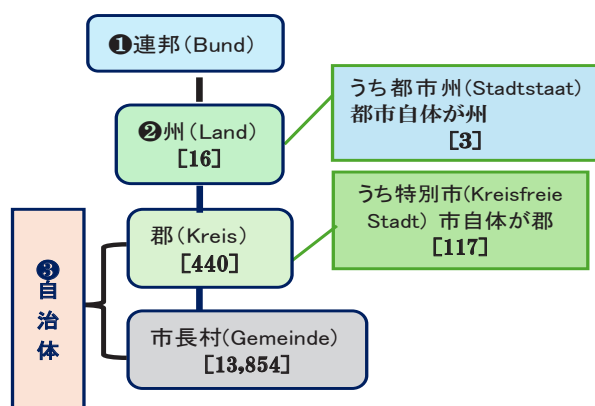 ❶連邦(Bund)
❷州(Land)
[16]
うち都市州(Stadtstaat)
都市自体が州
[3]
郡(Kreis)
[440]
うち特別市(Kreisfreie
Stadt) 市自体が郡
[117]
❸自治体
市長村(Gemeinde)
[13,854]